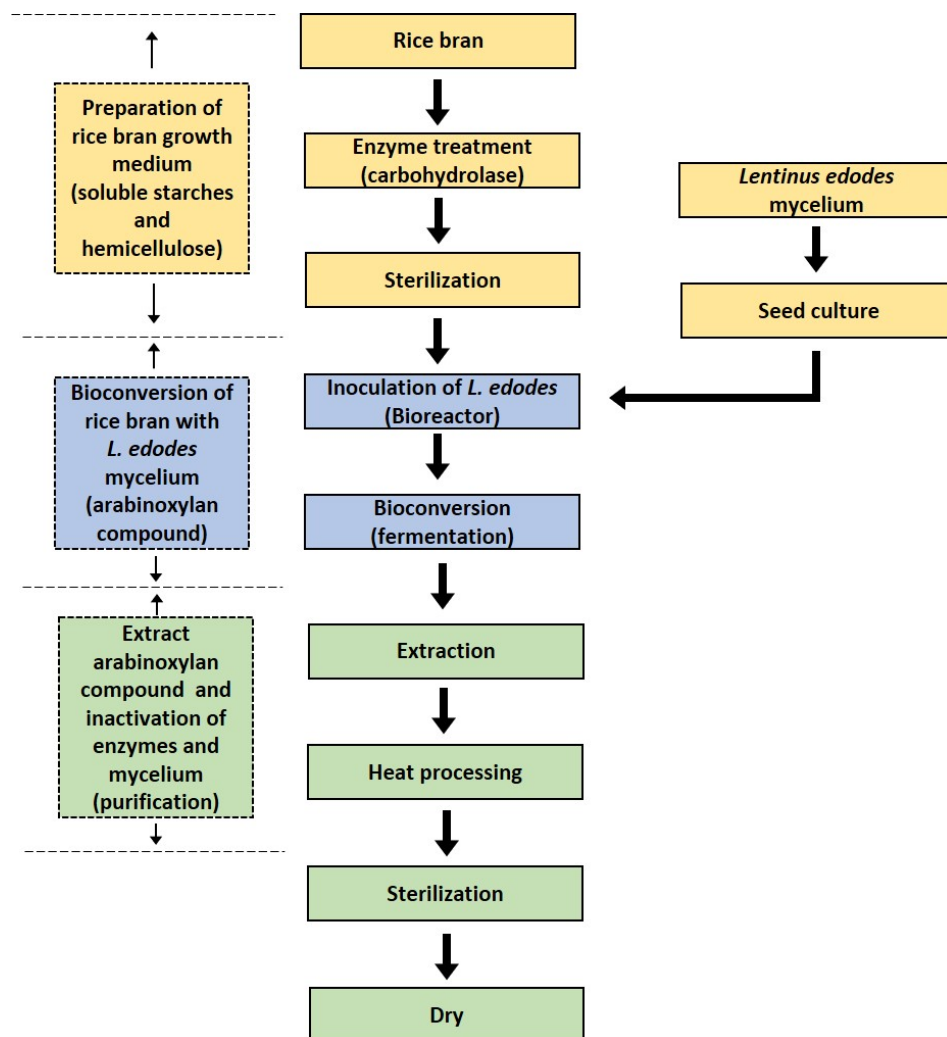 Rice bran
Preparation of
rice bran growth
medium
(soluble starches
and
hemicellulose)
Enzyme treatment
(carbohydrolase)
Lentinus edodes
mycelium
Sterilization
Seed culture
Bioconversion of
rice bran with
L. edodes
mycelium
(arabinoxylan
compound)
Inoculation of L. edodes
(Bioreactor)
Bioconversion
(fermentation)
Extract
arabinoxylan
compound and
inactivation of
enzymes and
mycelium
(purification)
Extraction
Heat processing
Sterilization
Dry